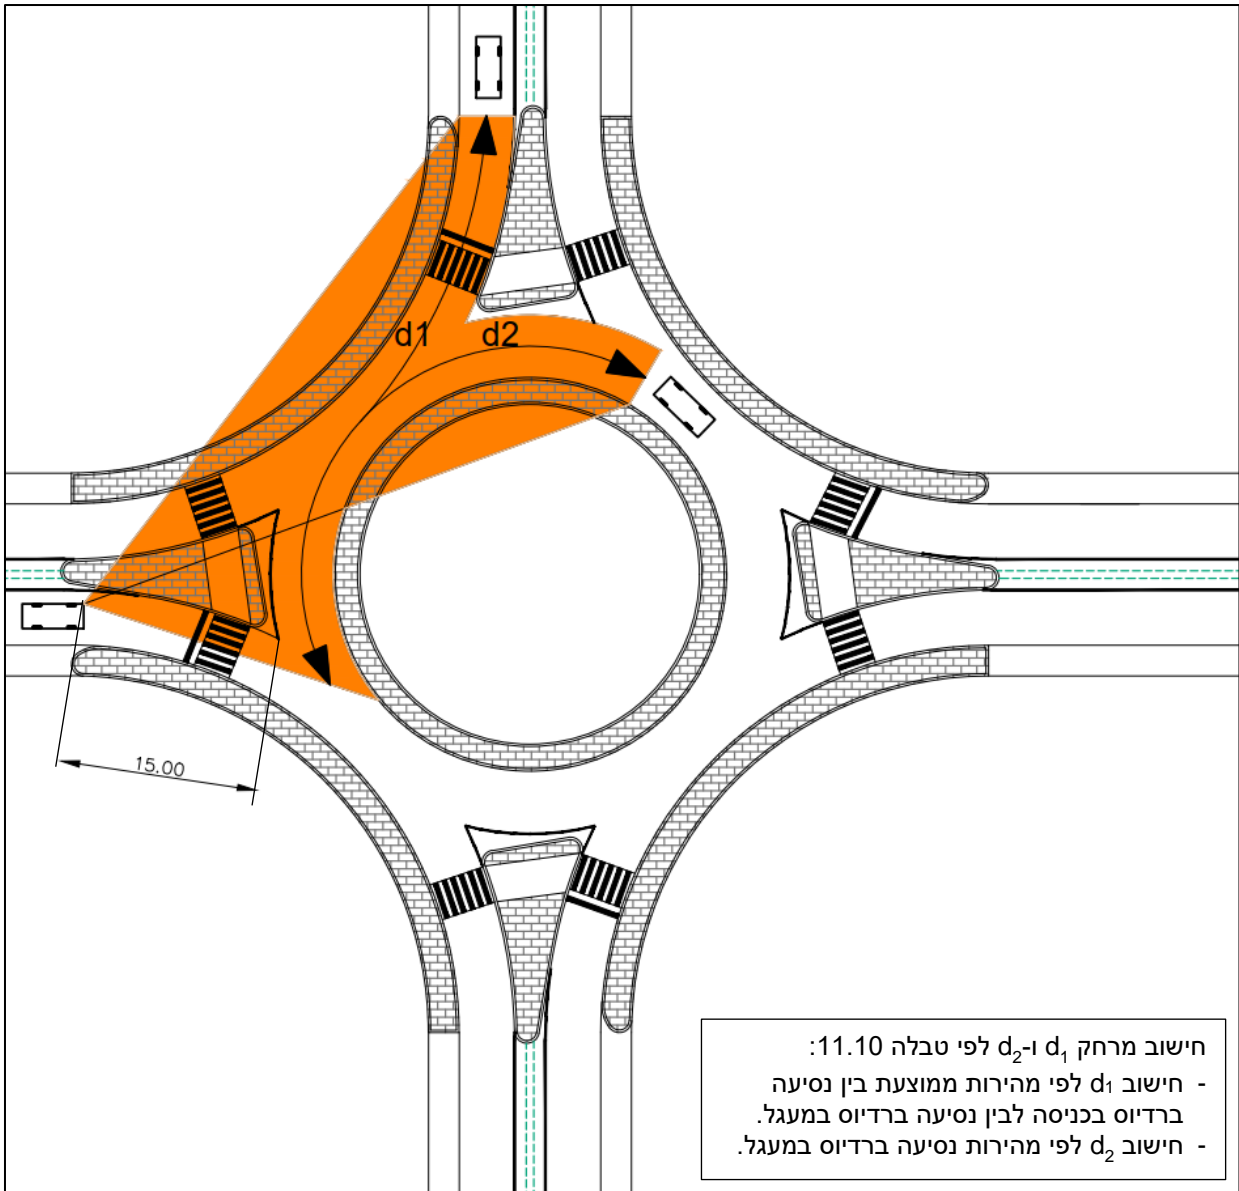 d1
d2
15.00
חישוב מרחק d₁ ו-d₂ לפי טבלה 11.10:
- חישוב d₁ לפי מהירות ממוצעת בין נסיעה
ברדיוס בכניסה לבין נסיעה ברדיוס במעגל.
- חישוב d₂ לפי מהירות נסיעה ברדיוס במעגל.